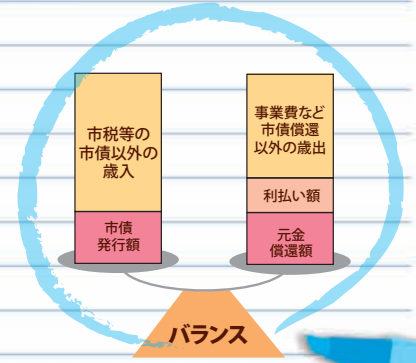 市税等の
市債以外の
歳入
市債
発行額
事業費など
市債償還
以外の歳出
利払い額
元金
償還額
バランス